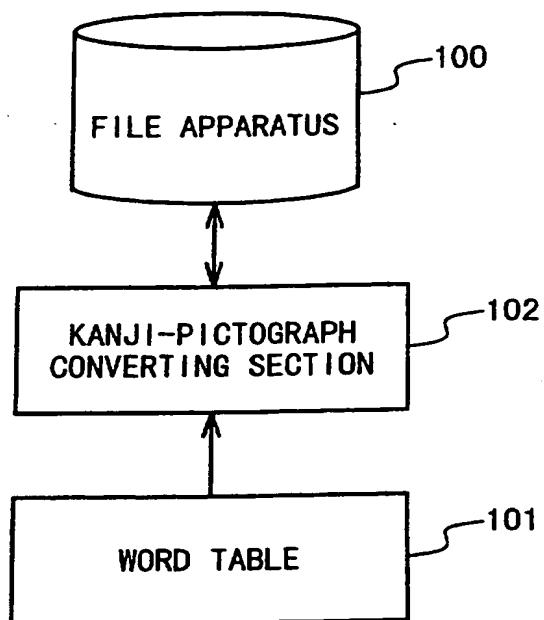 100
FILE APPARATUS
102
KANJI-PICTOGRAPH
CONVERTING SECTION
101
WORD TABLE